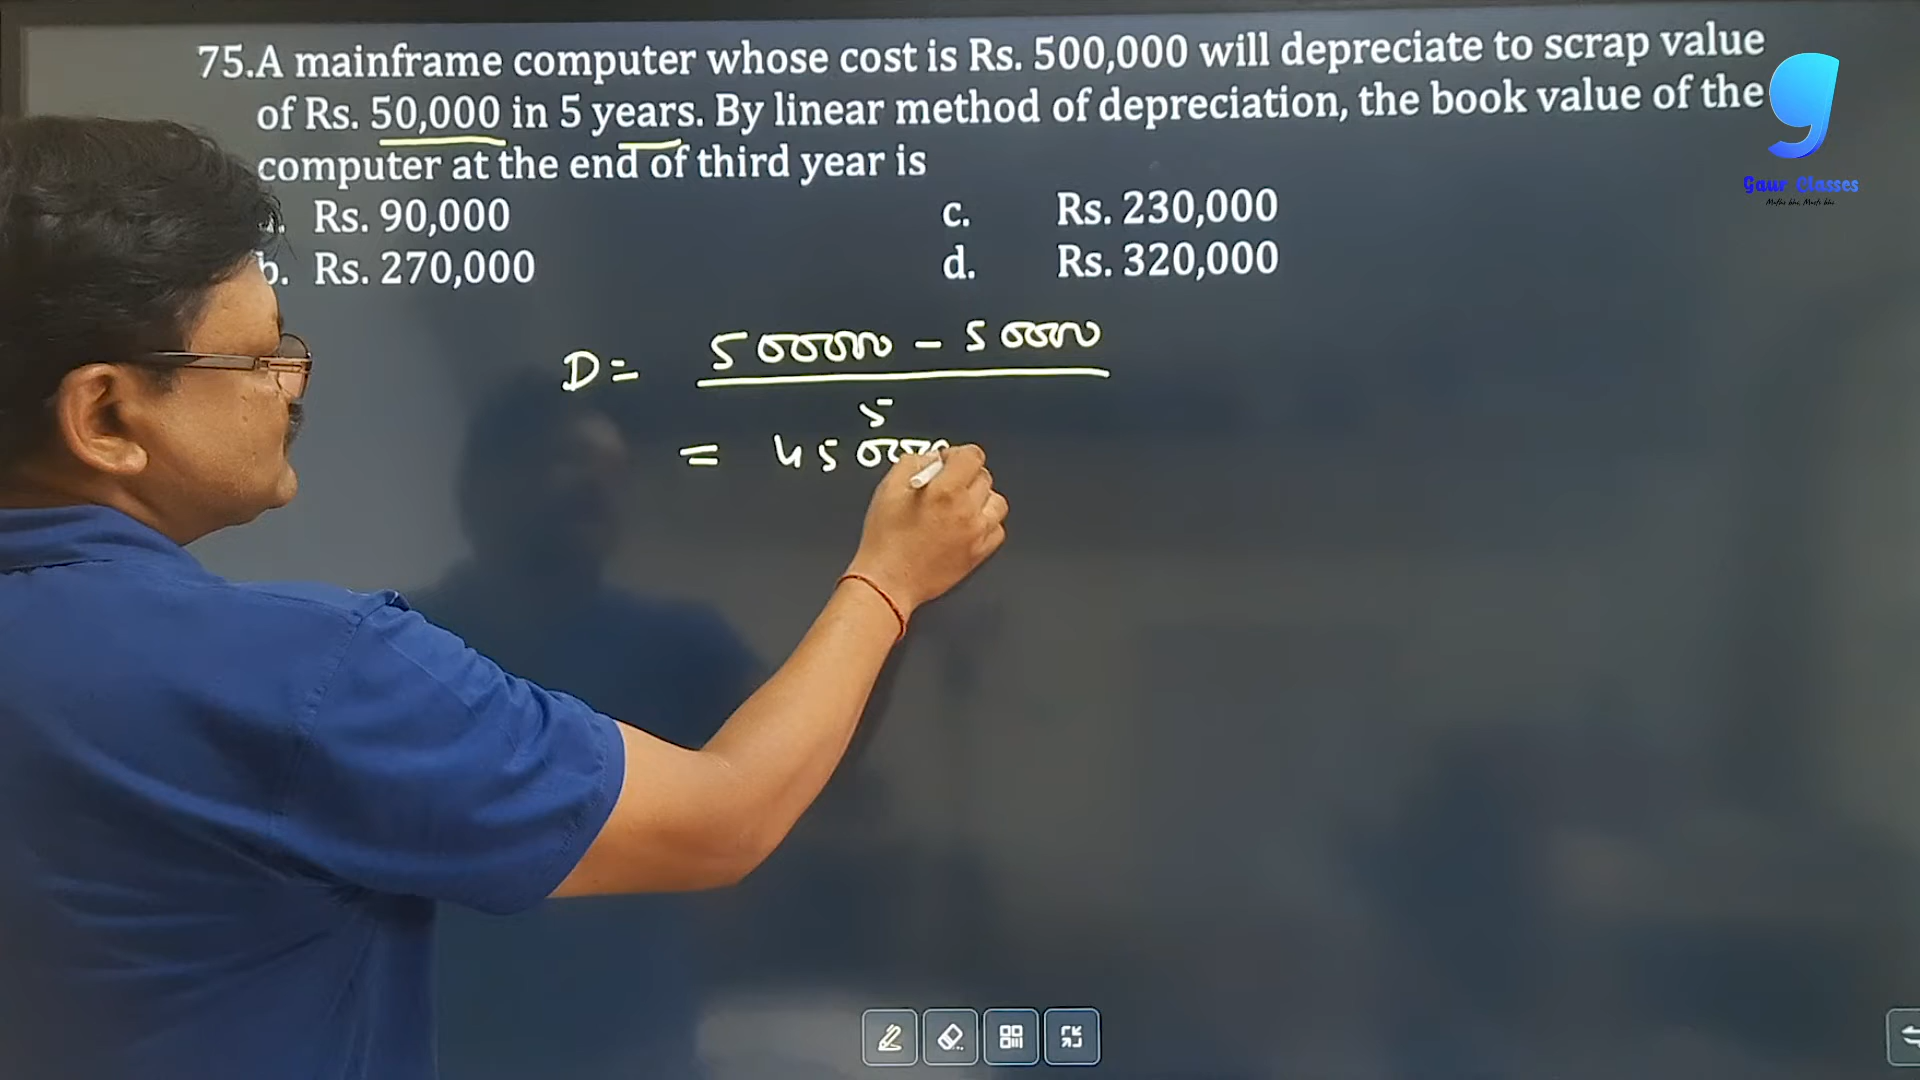 75.A mainframe computer whose cost is Rs. 500,000 will depreciate to scrap value
of Rs. 50,000 in 5 years. By linear method of depreciation, the book value of the
computer at the end of third year is
Rs. 90,000
c. Rs. 230,000
b. Rs. 270,000
d. Rs. 320,000
Gaur Classes
D = 500000 - 50000
5
= 45000